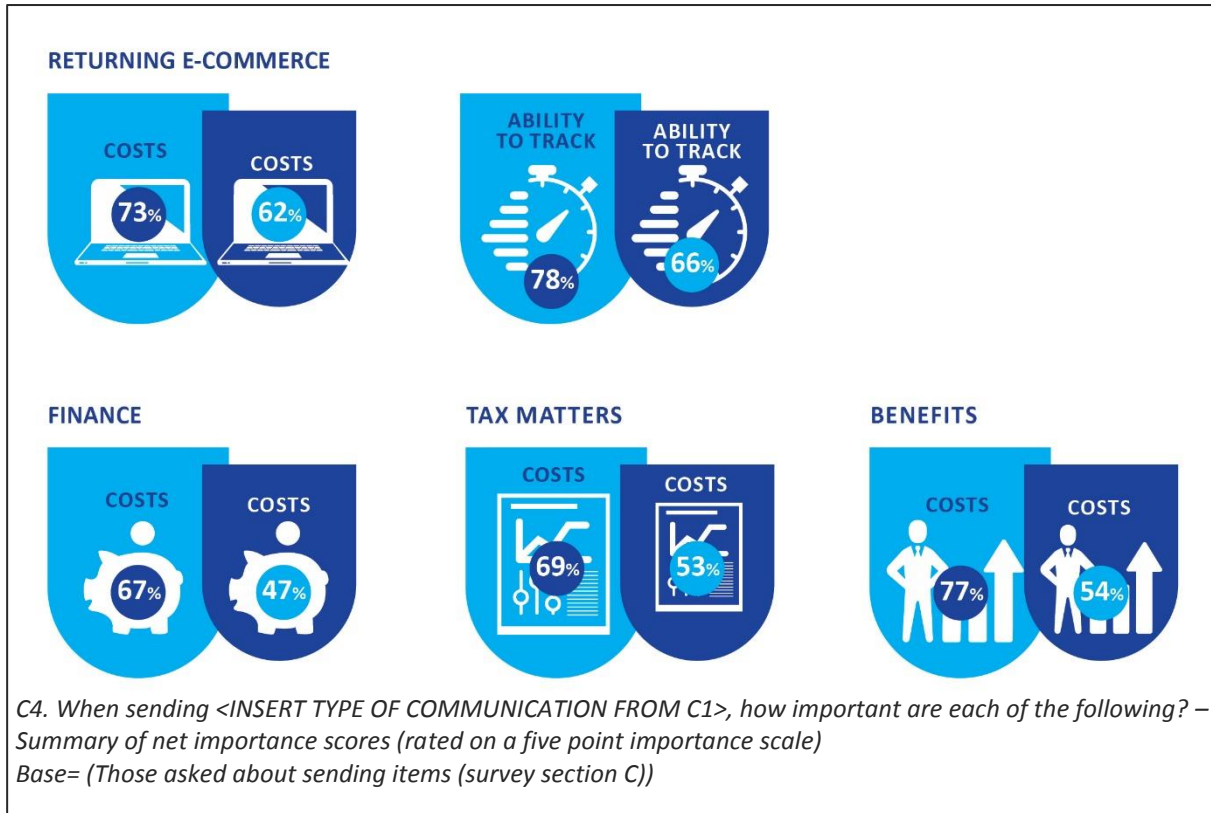 RETURNING E-COMMERCE
COSTS
73%
COSTS
62%
ABILITY
TO TRACK
78%
ABILITY
TO TRACK
66%
FINANCE
COSTS
67%
COSTS
47%
TAX MATTERS
COSTS
69%
COSTS
53%
BENEFITS
COSTS
77%
COSTS
54%
C4. When sending <INSERT TYPE OF COMMUNICATION FROM C1>, how important are each of the following? –
Summary of net importance scores (rated on a five point importance scale)
Base= (Those asked about sending items (survey section C))